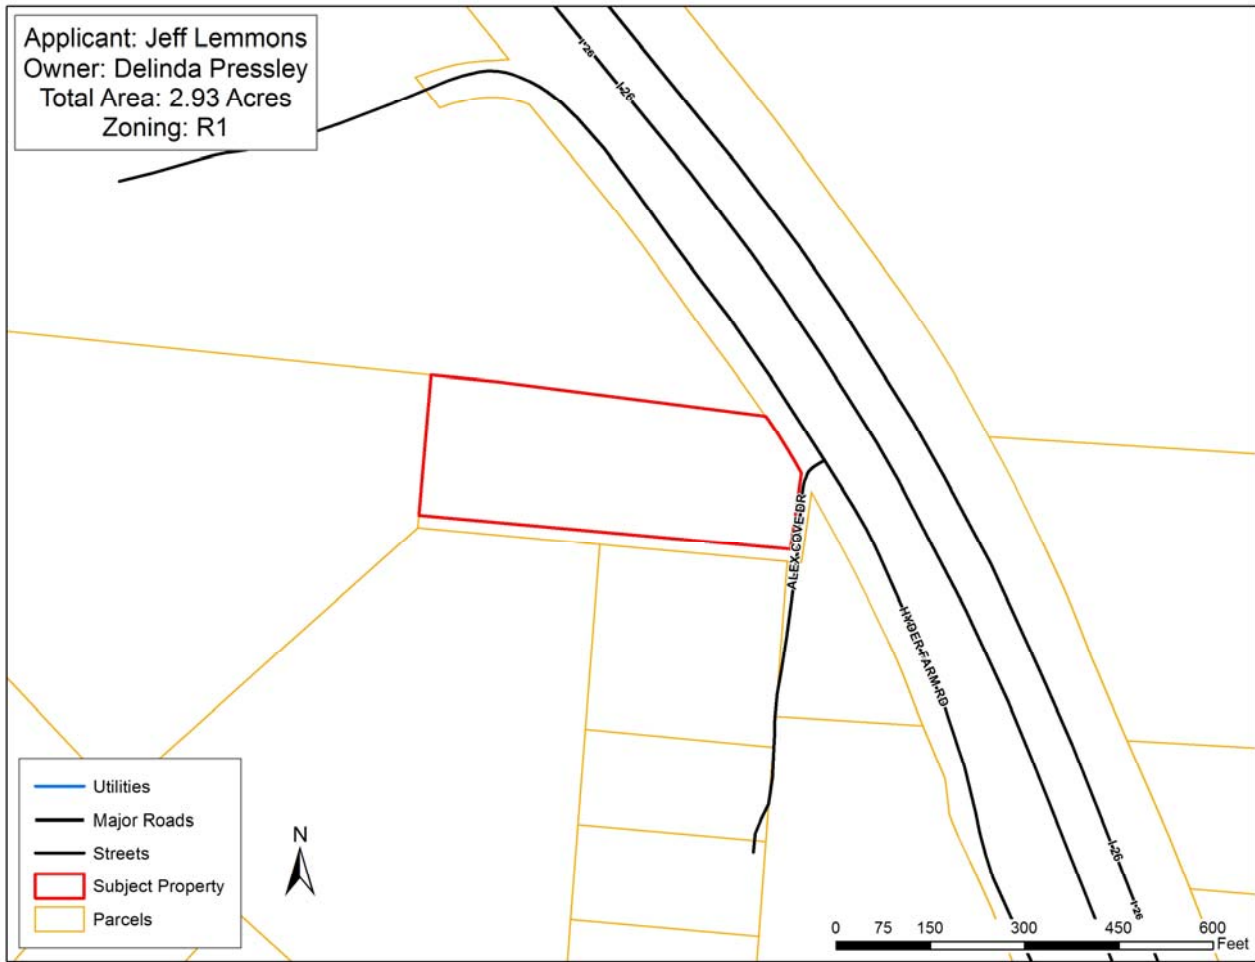 Applicant: Jeff Lemmons
Owner: Delinda Pressley
Total Area: 2.93 Acres
Zoning: R1
I-26
I-26
ALEX COVE DR
HYDER FARM RD
I-26
I-26
Utilities
Major Roads
Streets
Subject Property
Parcels
N
0 75 150 300 450 600
Feet